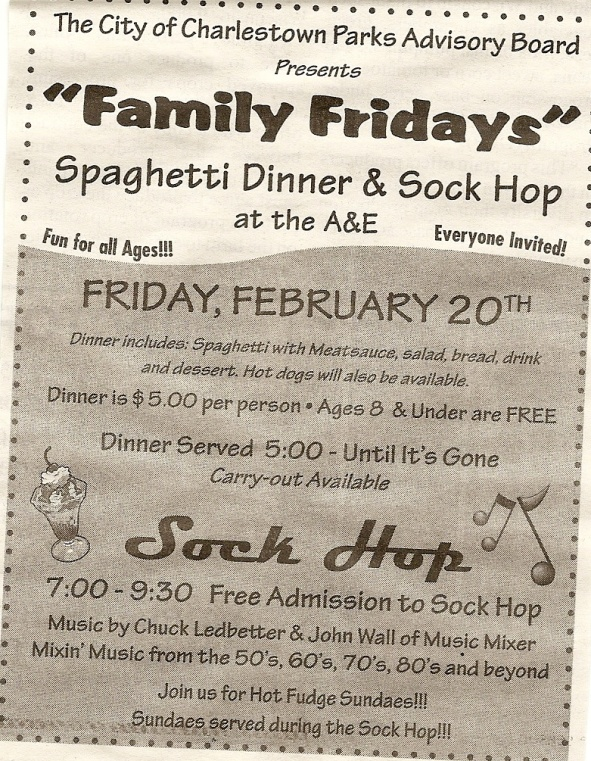 The City of Charlestown Parks Advisory Board
Presents
"Family Fridays"
Spaghetti Dinner & Sock Hop
at the A&E
Fun for all Ages!!!
Everyone Invited!
FRIDAY, FEBRUARY 20TH
Dinner includes: Spaghetti with Meatsauce, salad, bread, drink
and dessert. Hot dogs will also be available.
Dinner is $5.00 per person • Ages 8 & Under are FREE
Dinner Served 5:00 - Until It's Gone
Carry-out Available
Sock Hop
7:00 - 9:30 Free Admission to Sock Hop
Music by Chuck Ledbetter & John Wall of Music Mixer
Mixin' Music from the 50's, 60's, 70's, 80's and beyond
Join us for Hot Fudge Sundaes!!!
Sundaes served during the Sock Hop!!!